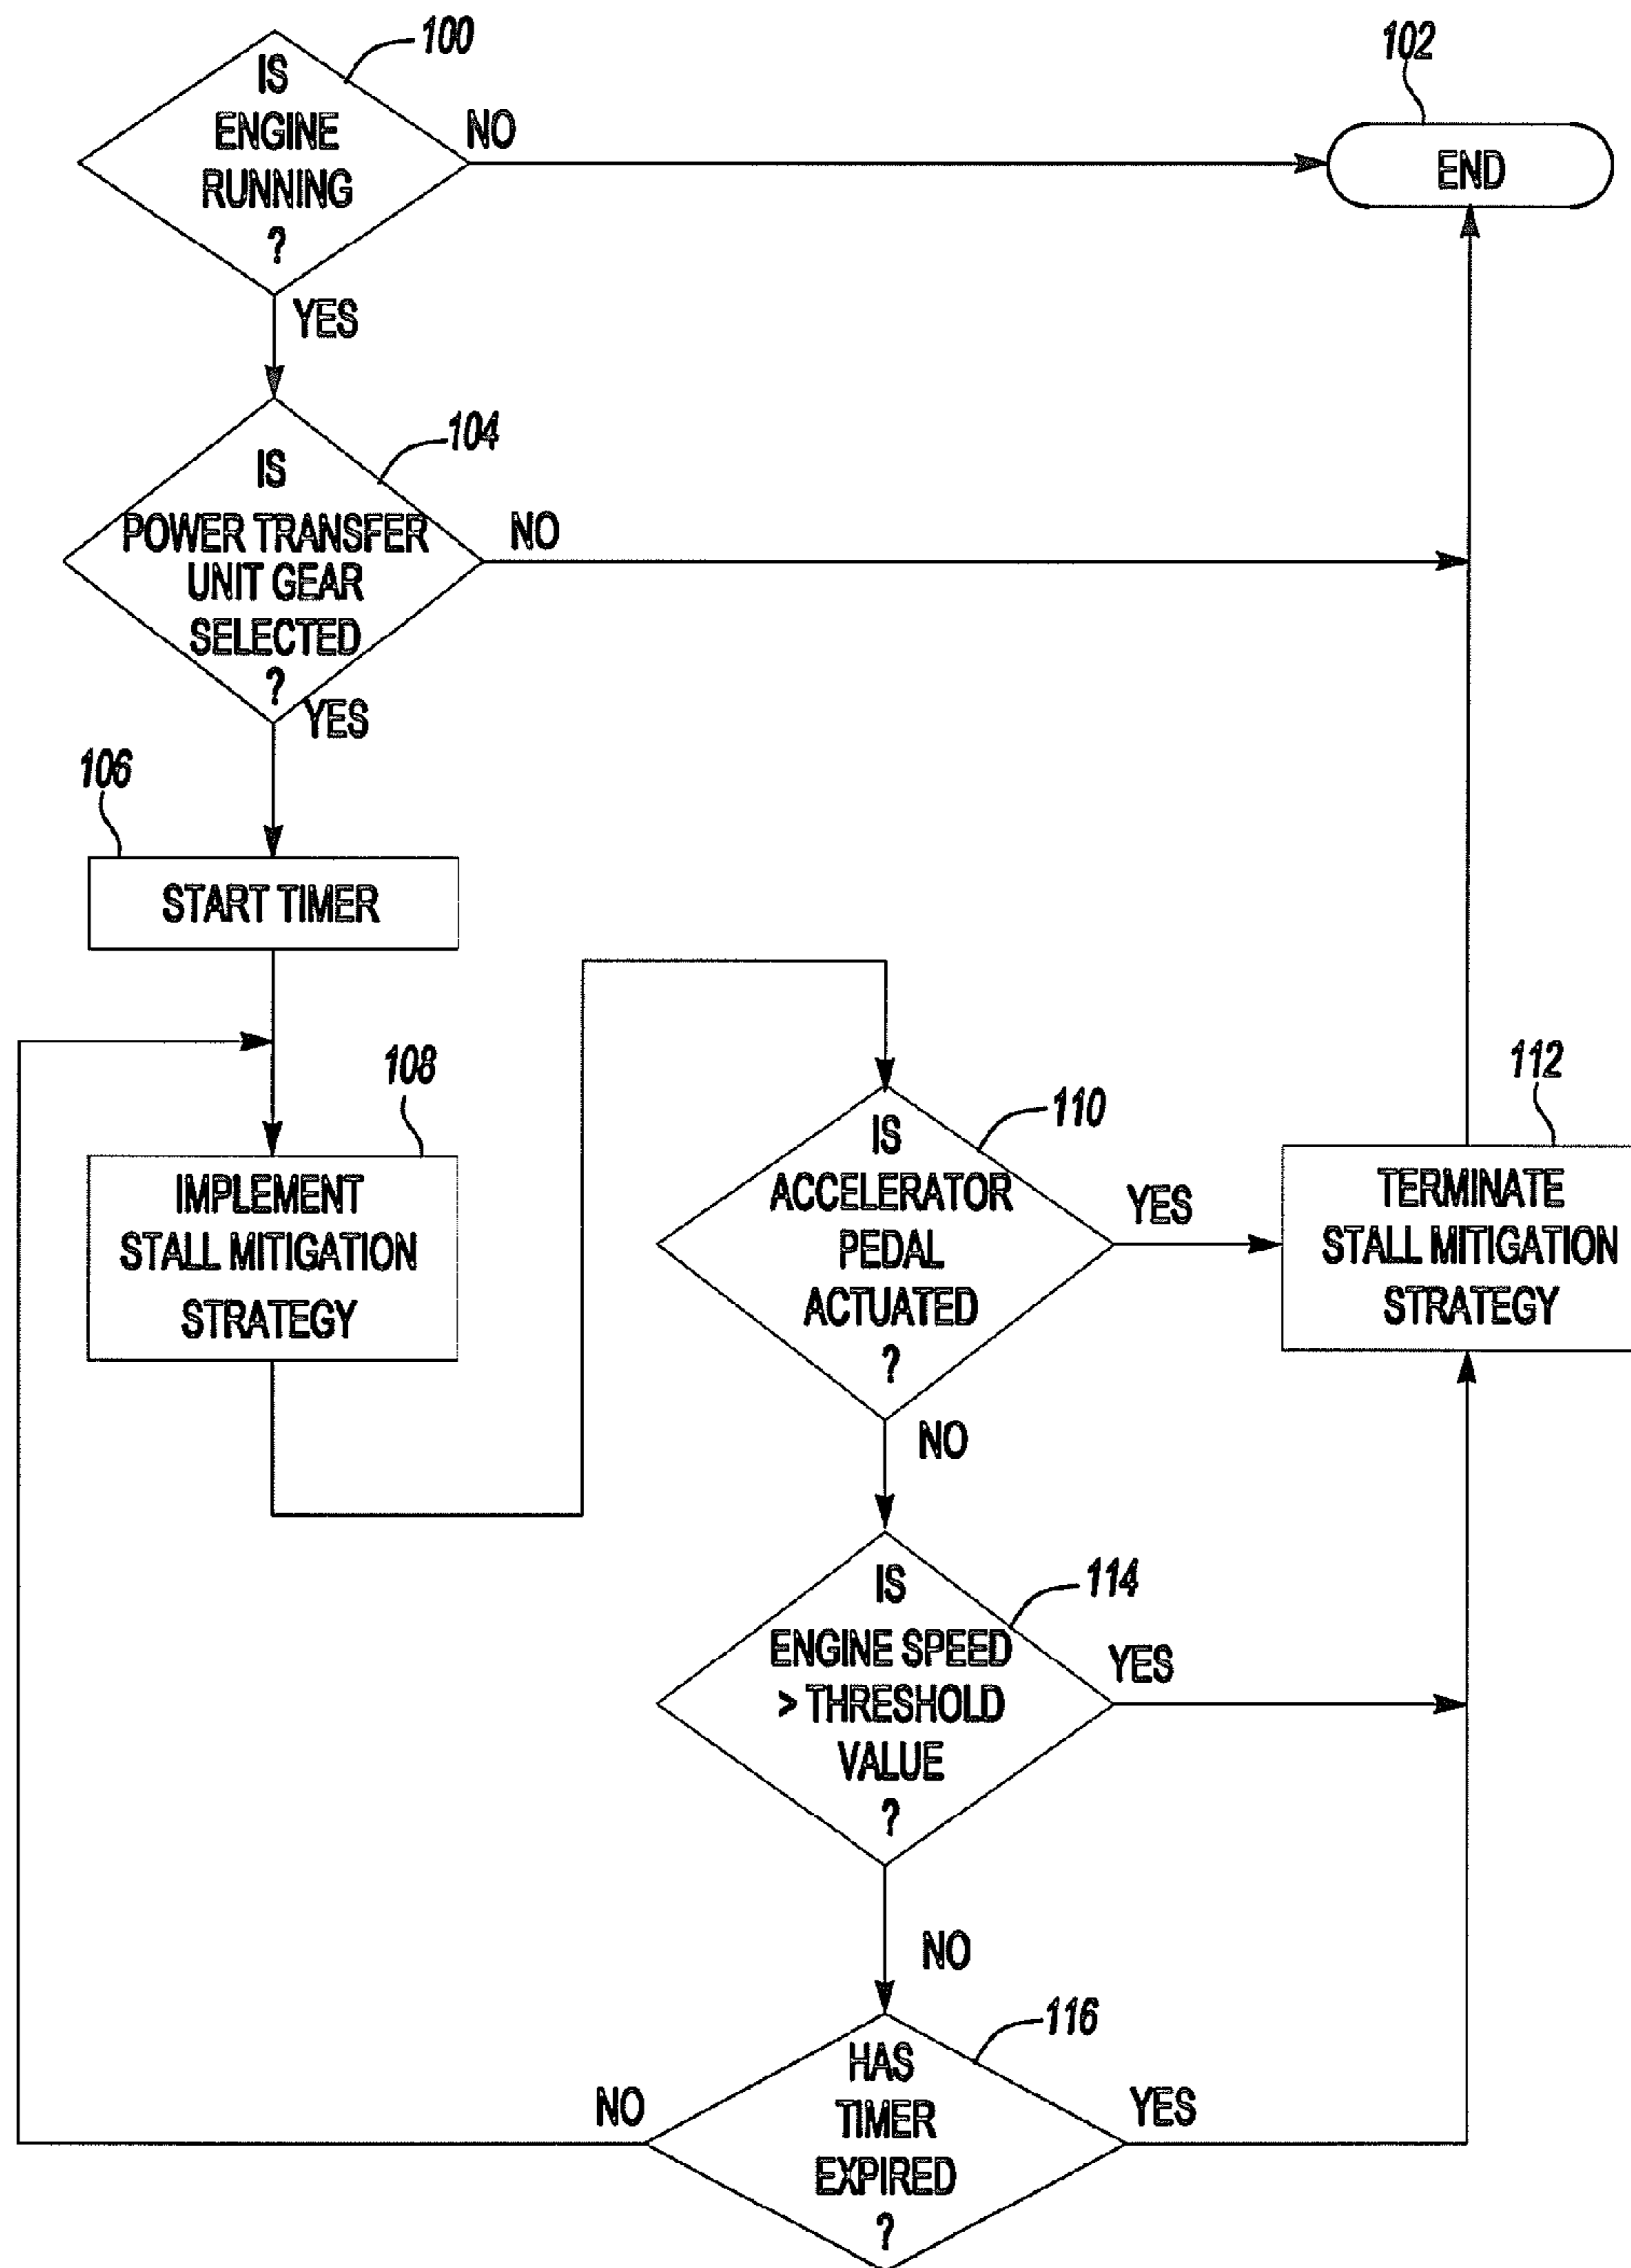 100
IS
ENGINE
RUNNING
?
NO
102
END
YES
104
IS
POWER TRANSFER
UNIT GEAR
SELECTED
?
NO
YES
106
START TIMER
108
IMPLEMENT
STALL MITIGATION
STRATEGY
110
IS
ACCELERATOR
PEDAL
ACTUATED
?
YES
112
TERMINATE
STALL MITIGATION
STRATEGY
NO
114
IS
ENGINE SPEED
> THRESHOLD
VALUE
?
YES
NO
116
HAS
TIMER
EXPIRED
?
NO
YES